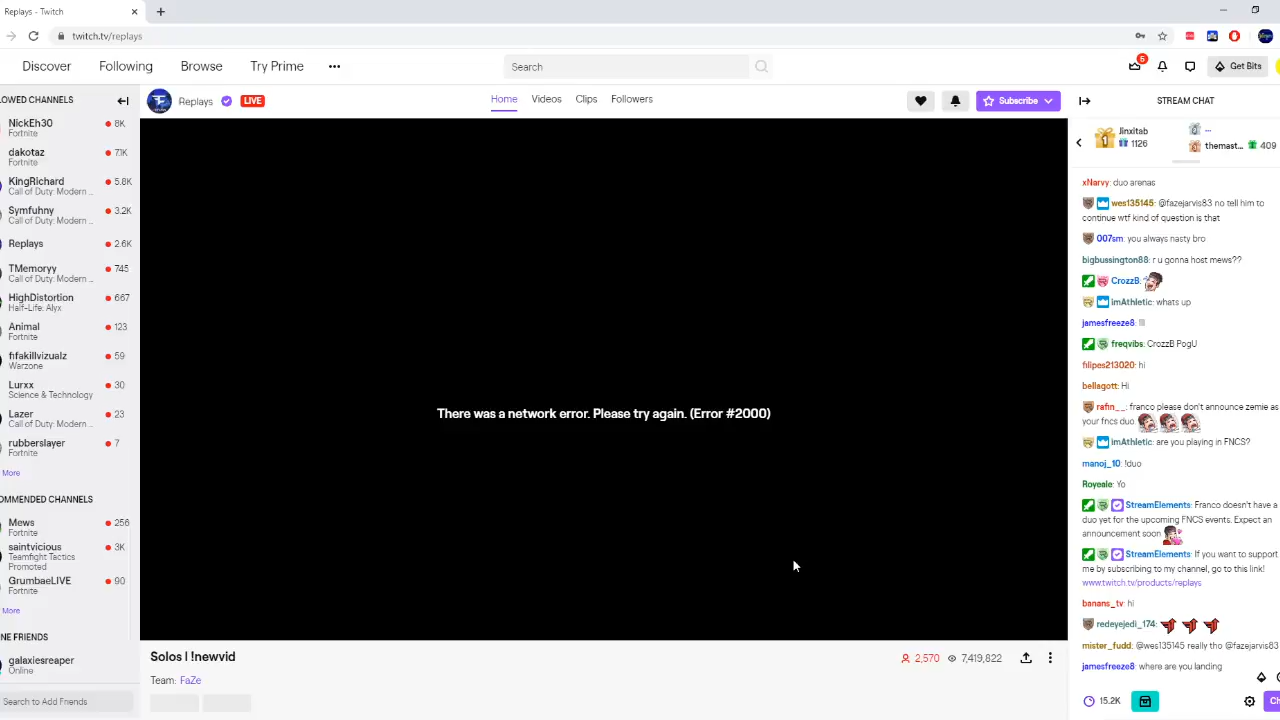 Replays - Twitch
twitch.tv/replays
Discover Following Browse Try Prime
Search
5
Get Bits
LOWED CHANNELS
NickEh30 8K
Fortnite
dakotaz 7.1K
Fortnite
KingRichard 5.8K
Call of Duty: Modern ...
Symfuhny 3.2K
Call of Duty: Modern ...
Replays 2.6K
TMemoryy 745
Call of Duty: Modern ...
HighDistortion 667
Half-Life: Alyx
Animal 123
Fortnite
fifakillvizualz 59
Warzone
Lurxx 30
Science & Technology
Lazer 23
Call of Duty: Modern ...
rubberslayer 7
Fortnite
More
OMMENDED CHANNELS
Mews 256
Fortnite
saintvicious 3K
Teamfight Tactics
Promoted
GrumbaeLIVE 90
Fortnite
More
NE FRIENDS
galaxiesreaper
Online
Search to Add Friends
Replays LIVE
Home Videos Clips Followers
Subscribe
There was a network error. Please try again. (Error #2000)
Solos | !newvid
2,570 7,419,822
Team: FaZe
STREAM CHAT
1 Jinxitab
1126
2 ...
3 themast... 409
xNarvy: duo arenas
wes135145: @fazejarvis83 no tell him to
continue wtf kind of question is that
007sm: you always nasty bro
bigbussington88: r u gonna host mews??
CrozzB:
imAthletic: whats up
jamesfreeze8: lll
freqvibs: CrozzB PogU
filipes213020: hi
bellagott: Hi
rafin__: franco please don't announce zemie as
your fncs duo
imAthletic: are you playing in FNCS?
manoj_10: !duo
Royeale: Yo
StreamElements: Franco doesn't have a
duo yet for the upcoming FNCS events. Expect an
announcement soon
StreamElements: If you want to support
me by subscribing to my channel, go to this link!
www.twitch.tv/products/replays
banans_tv: hi
redeyejedi_174:
mister_fudd: @wes135145 really tho @fazejarvis83
jamesfreeze8: where are you landing
15.2K
Ch